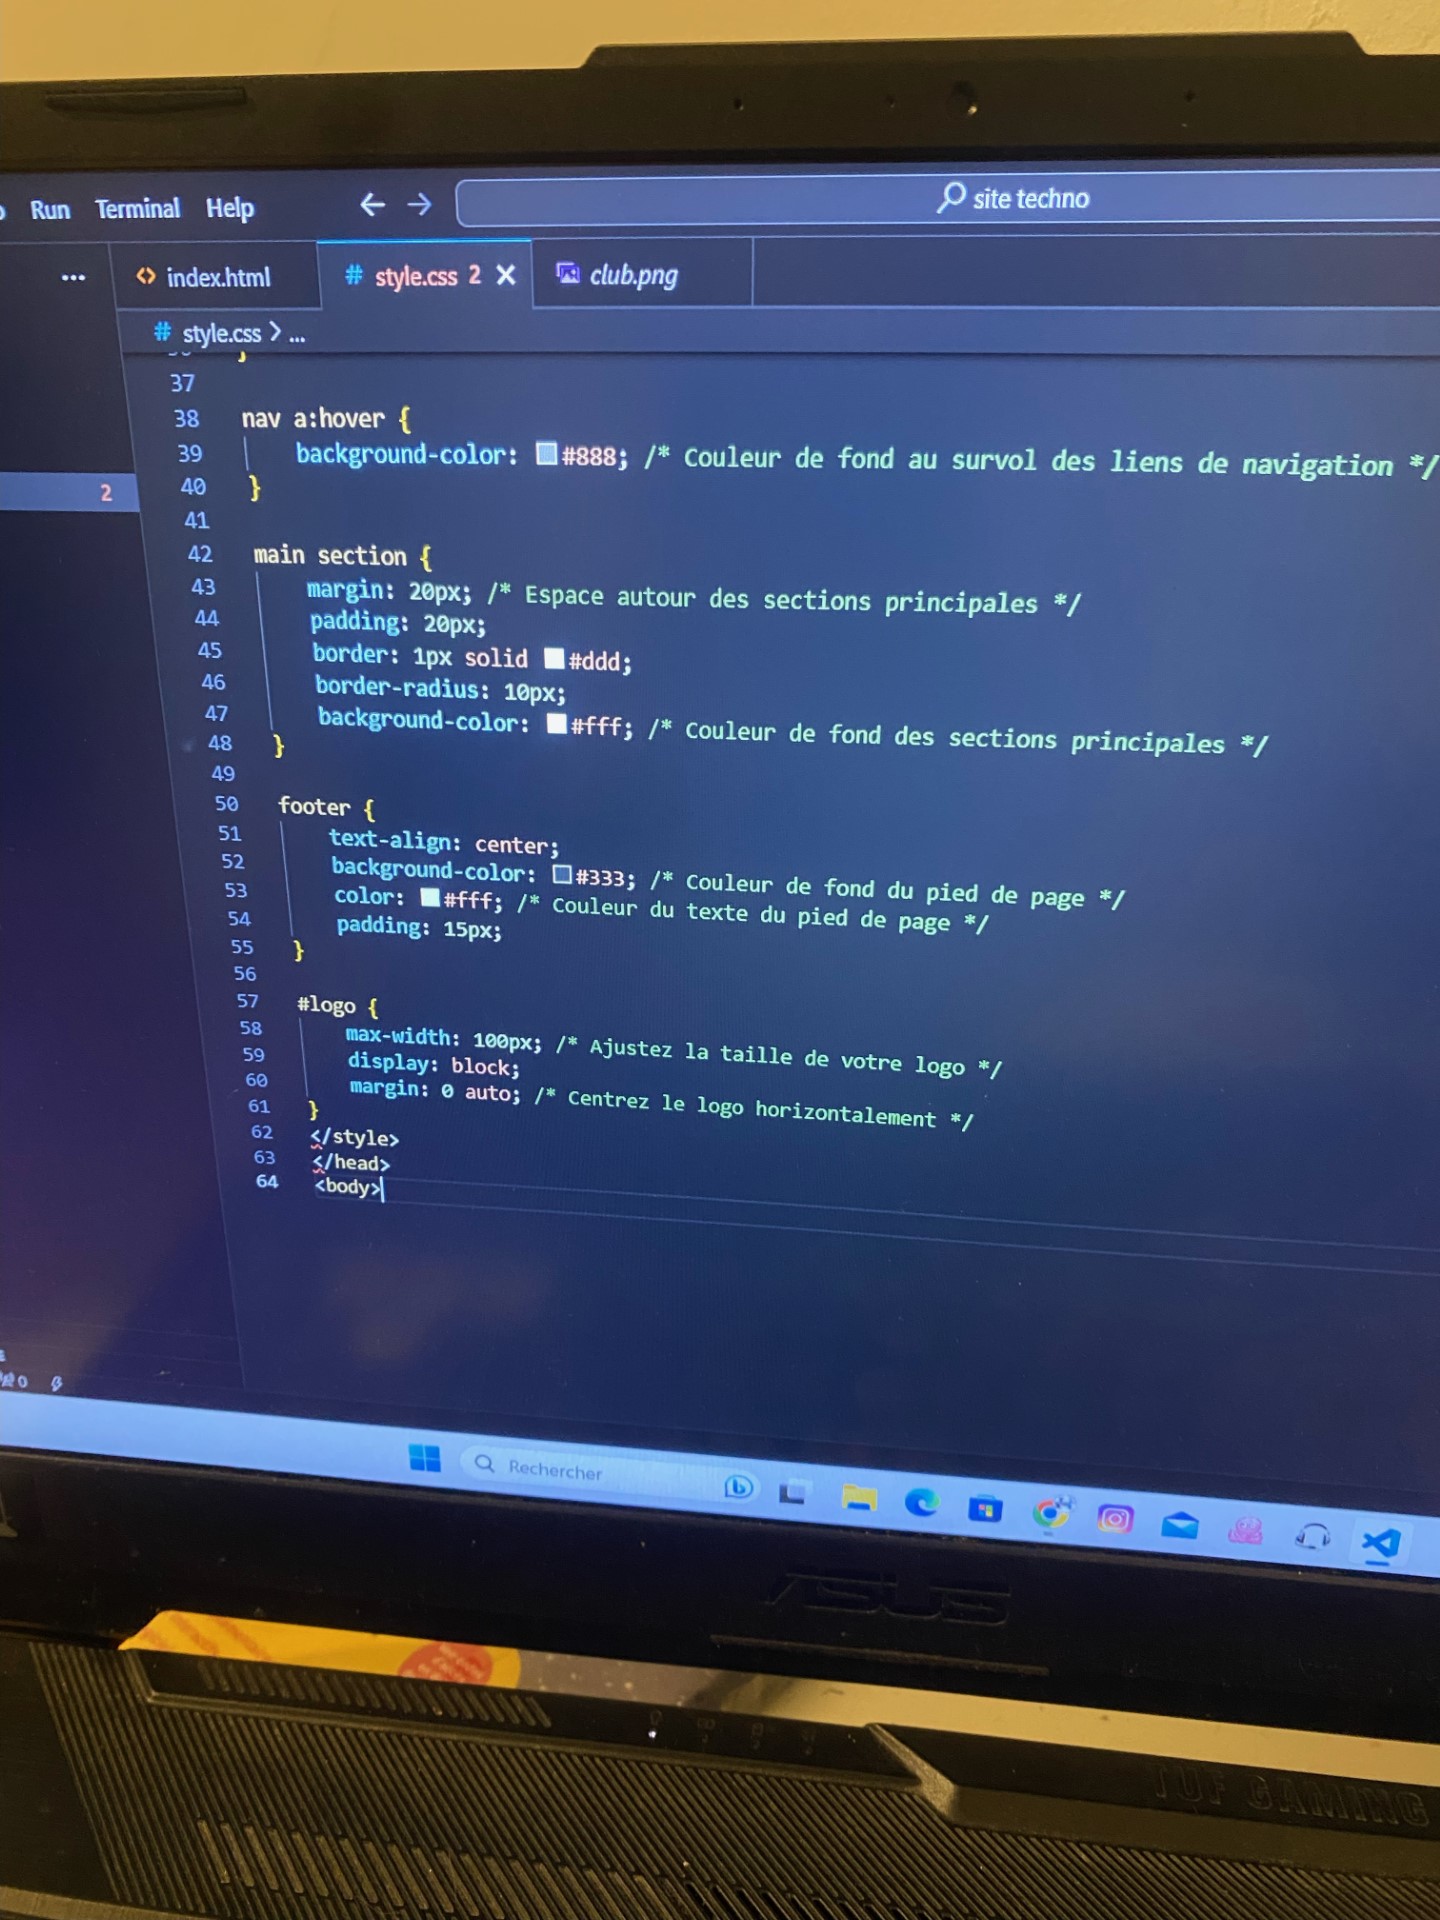 Run Terminal Help
site techno
index.html
style.css 2
club.png
# style.css > ...
37
38 nav a:hover {
39 background-color: #888; /* Couleur de fond au survol des liens de navigation */
2
40 }
41
42 main section {
43 margin: 20px; /* Espace autour des sections principales */
44 padding: 20px;
45 border: 1px solid #ddd;
46 border-radius: 10px;
47 background-color: #fff; /* Couleur de fond des sections principales */
48 }
49
50 footer {
51 text-align: center;
52 background-color: #333; /* Couleur de fond du pied de page */
53 color: #fff; /* Couleur du texte du pied de page */
54 padding: 15px;
55 }
56
57 #logo {
58 max-width: 100px; /* Ajustez la taille de votre logo */
59 display: block;
60 margin: 0 auto; /* Centrez le logo horizontalement */
61 }
62 </style>
63 </head>
64 <body>
0
Rechercher
ASUS
TUF GAMING